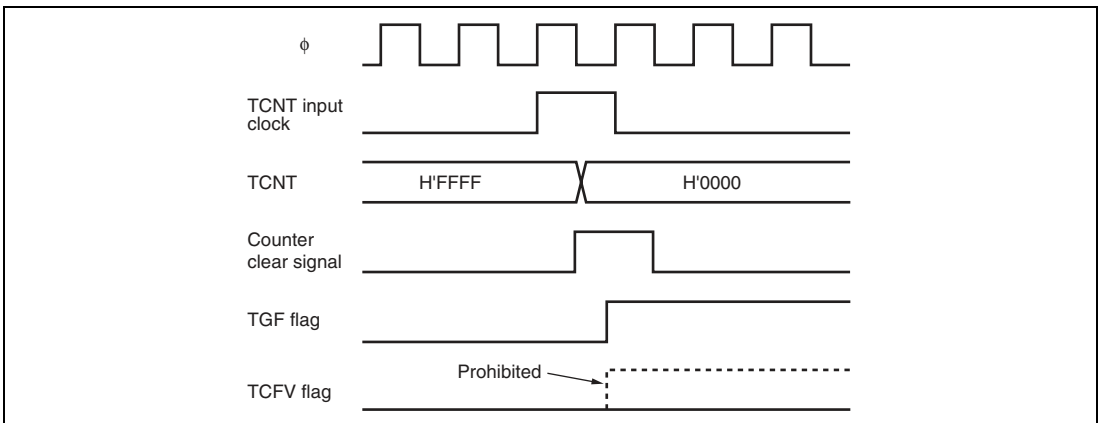 ϕ
TCNT input
clock
TCNT
H'FFFF
H'0000
Counter
clear signal
TGF flag
Prohibited
TCFV flag